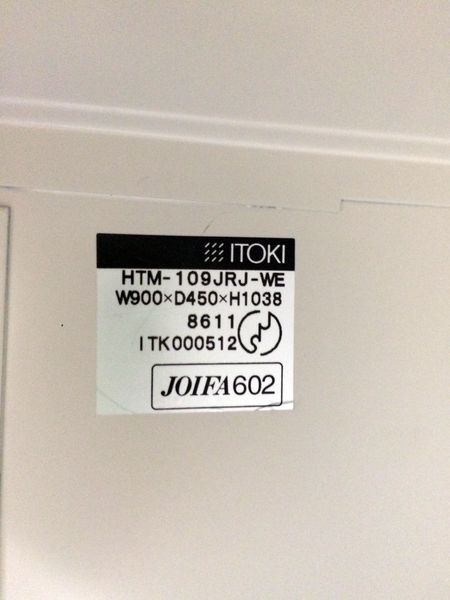 ITOKI
HTM-109JRJ-WE
W900×D450×H1038
8611
ITK000512
JOIFA602